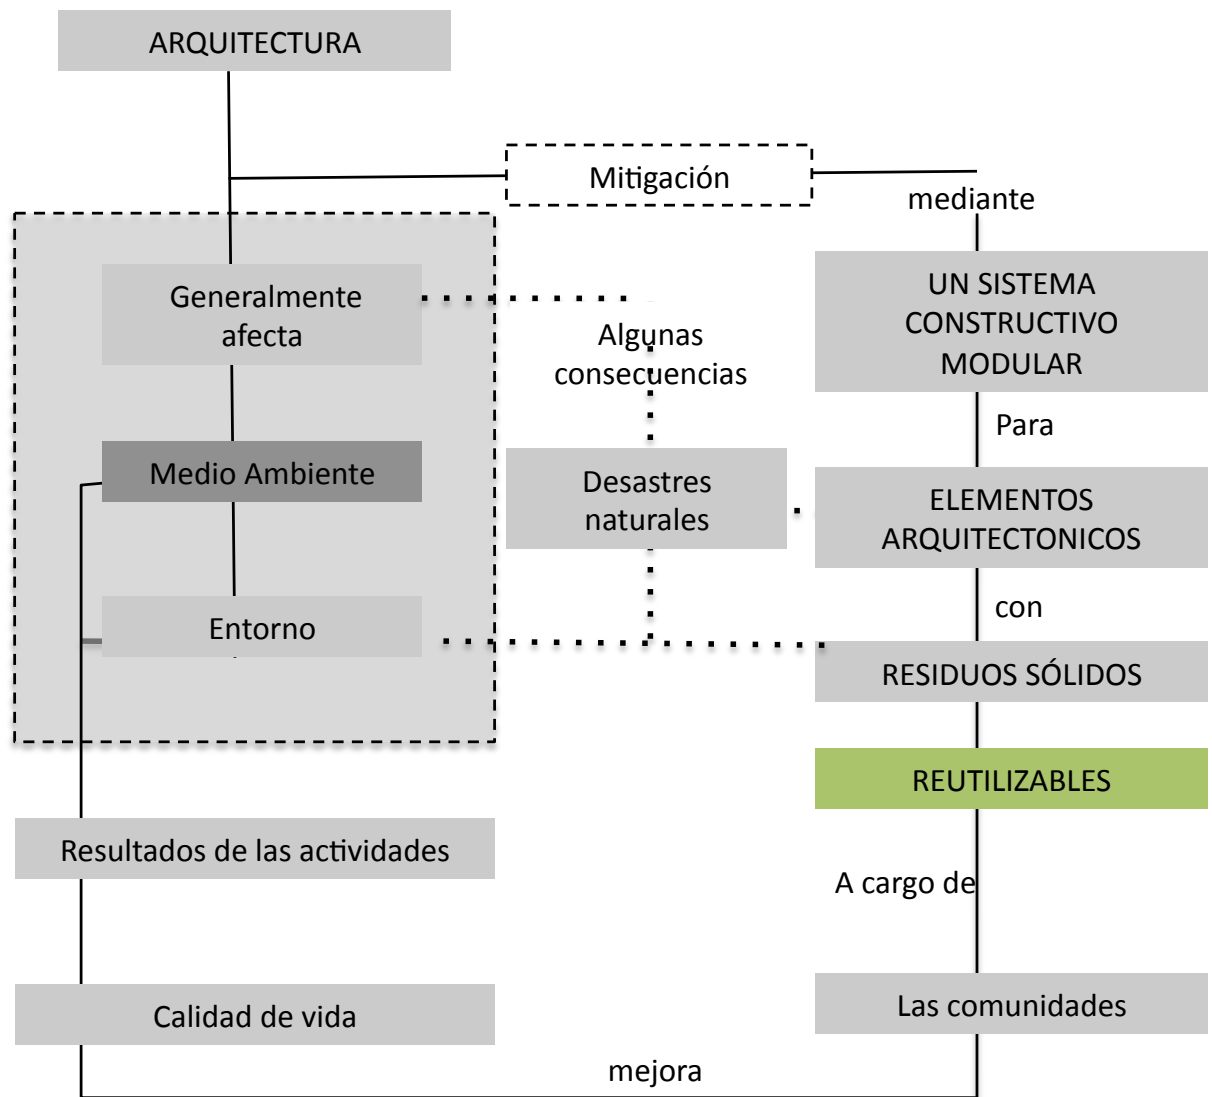 ARQUITECTURA
Mitigación
mediante
Generalmente
afecta
Algunas
consecuencias
UN SISTEMA
CONSTRUCTIVO
MODULAR
Para
Medio Ambiente
Desastres
naturales
ELEMENTOS
ARQUITECTONICOS
con
Entorno
RESIDUOS SÓLIDOS
REUTILIZABLES
Resultados de las actividades
A cargo de
Calidad de vida
Las comunidades
mejora